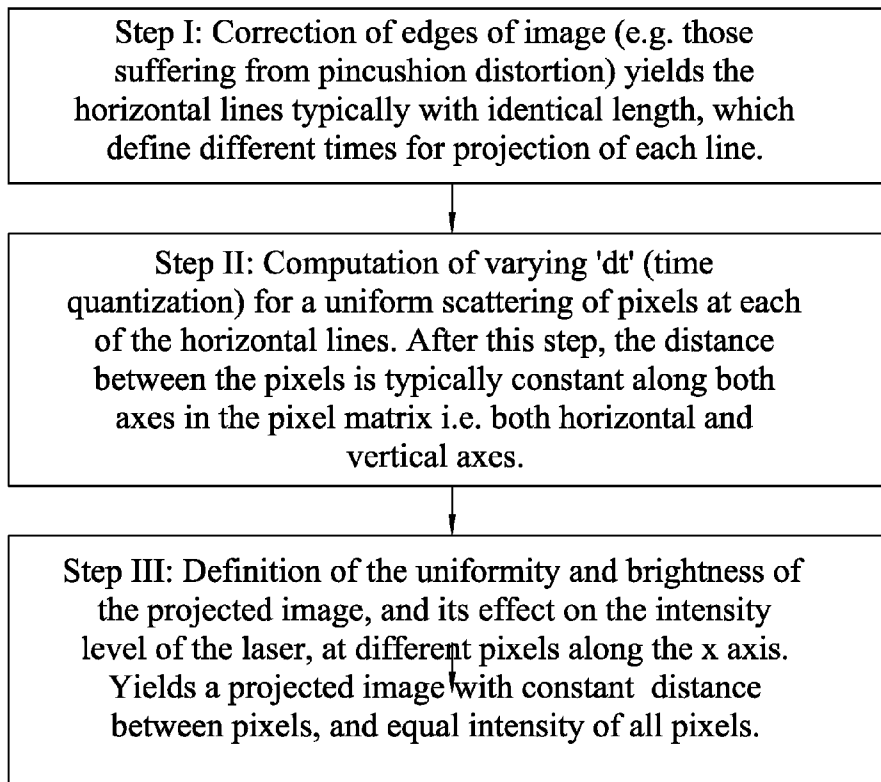 Step I: Correction of edges of image (e.g. those
suffering from pincushion distortion) yields the
horizontal lines typically with identical length, which
define different times for projection of each line.
Step II: Computation of varying 'dt' (time
quantization) for a uniform scattering of pixels at each
of the horizontal lines. After this step, the distance
between the pixels is typically constant along both
axes in the pixel matrix i.e. both horizontal and
vertical axes.
Step III: Definition of the uniformity and brightness of
the projected image, and its effect on the intensity
level of the laser, at different pixels along the x axis.
Yields a projected image with constant distance
between pixels, and equal intensity of all pixels.